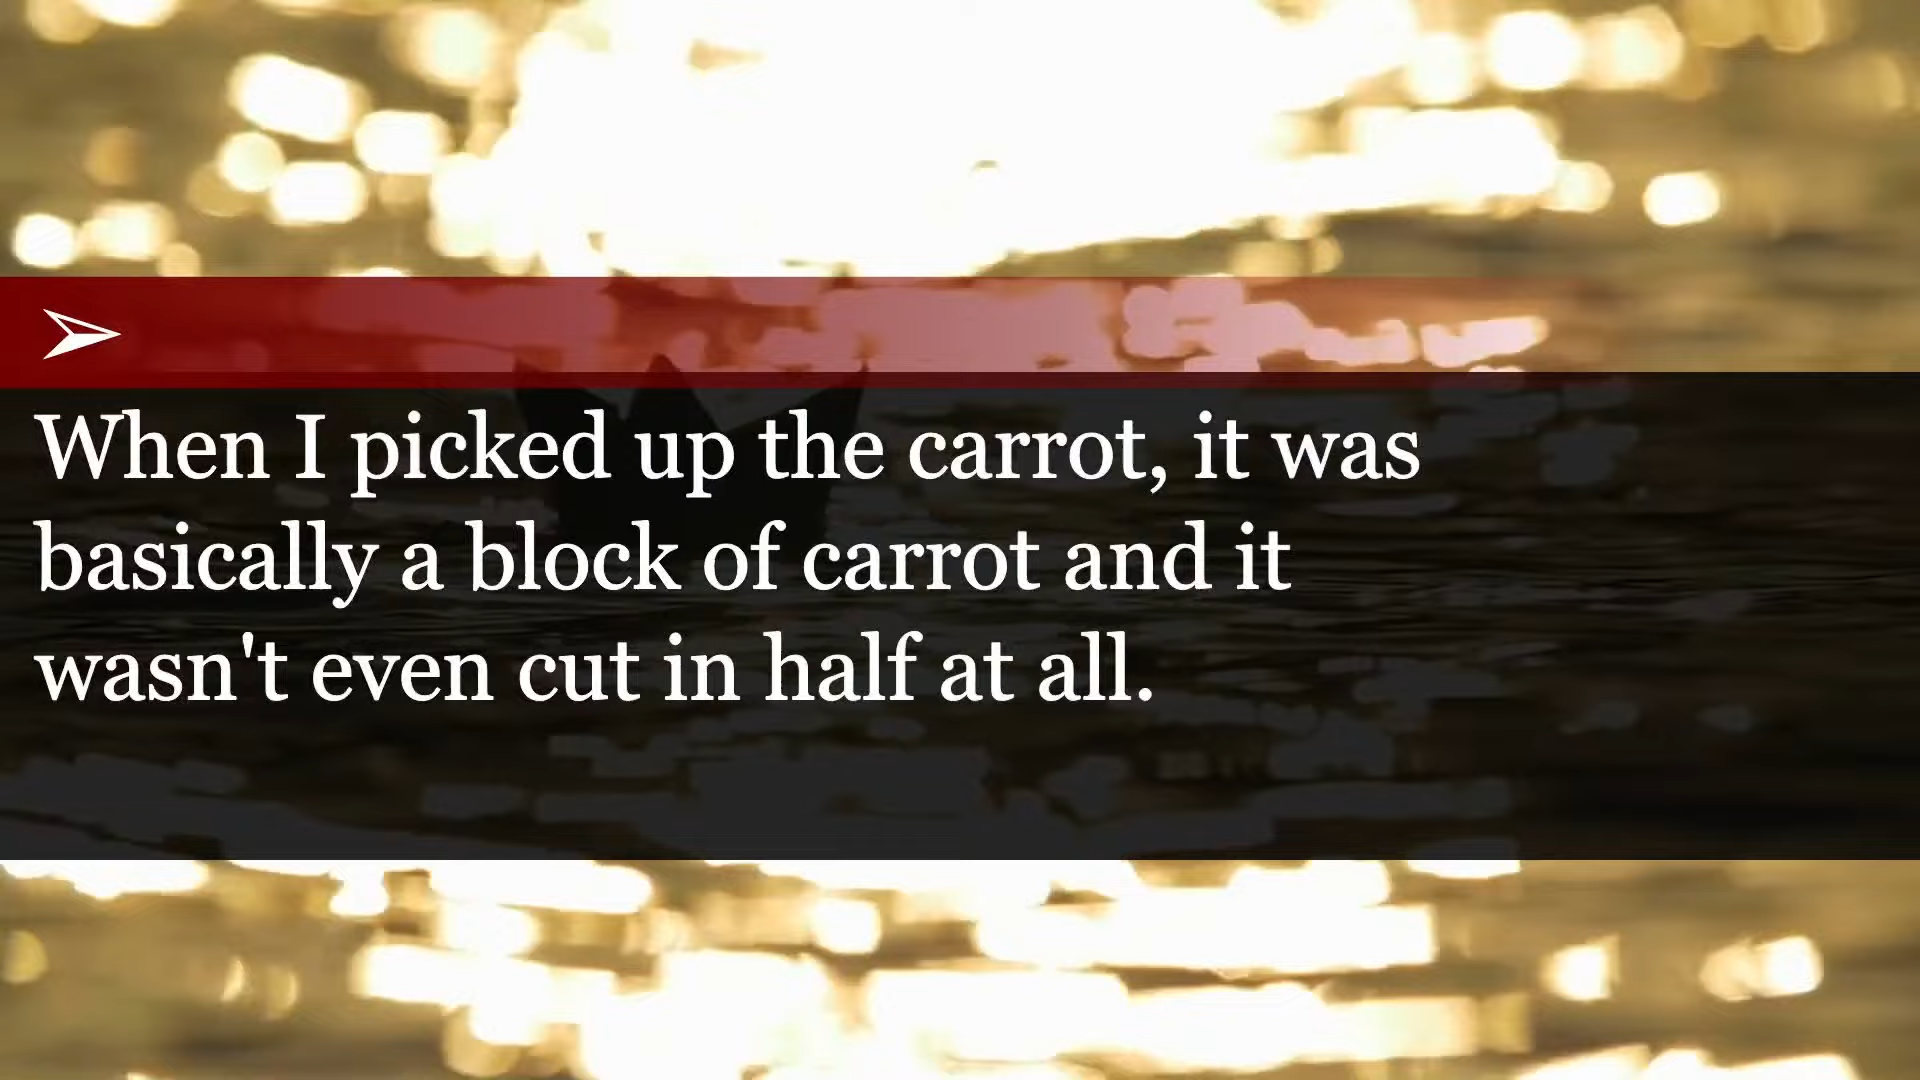 When I picked up the carrot, it was
basically a block of carrot and it
wasn't even cut in half at all.